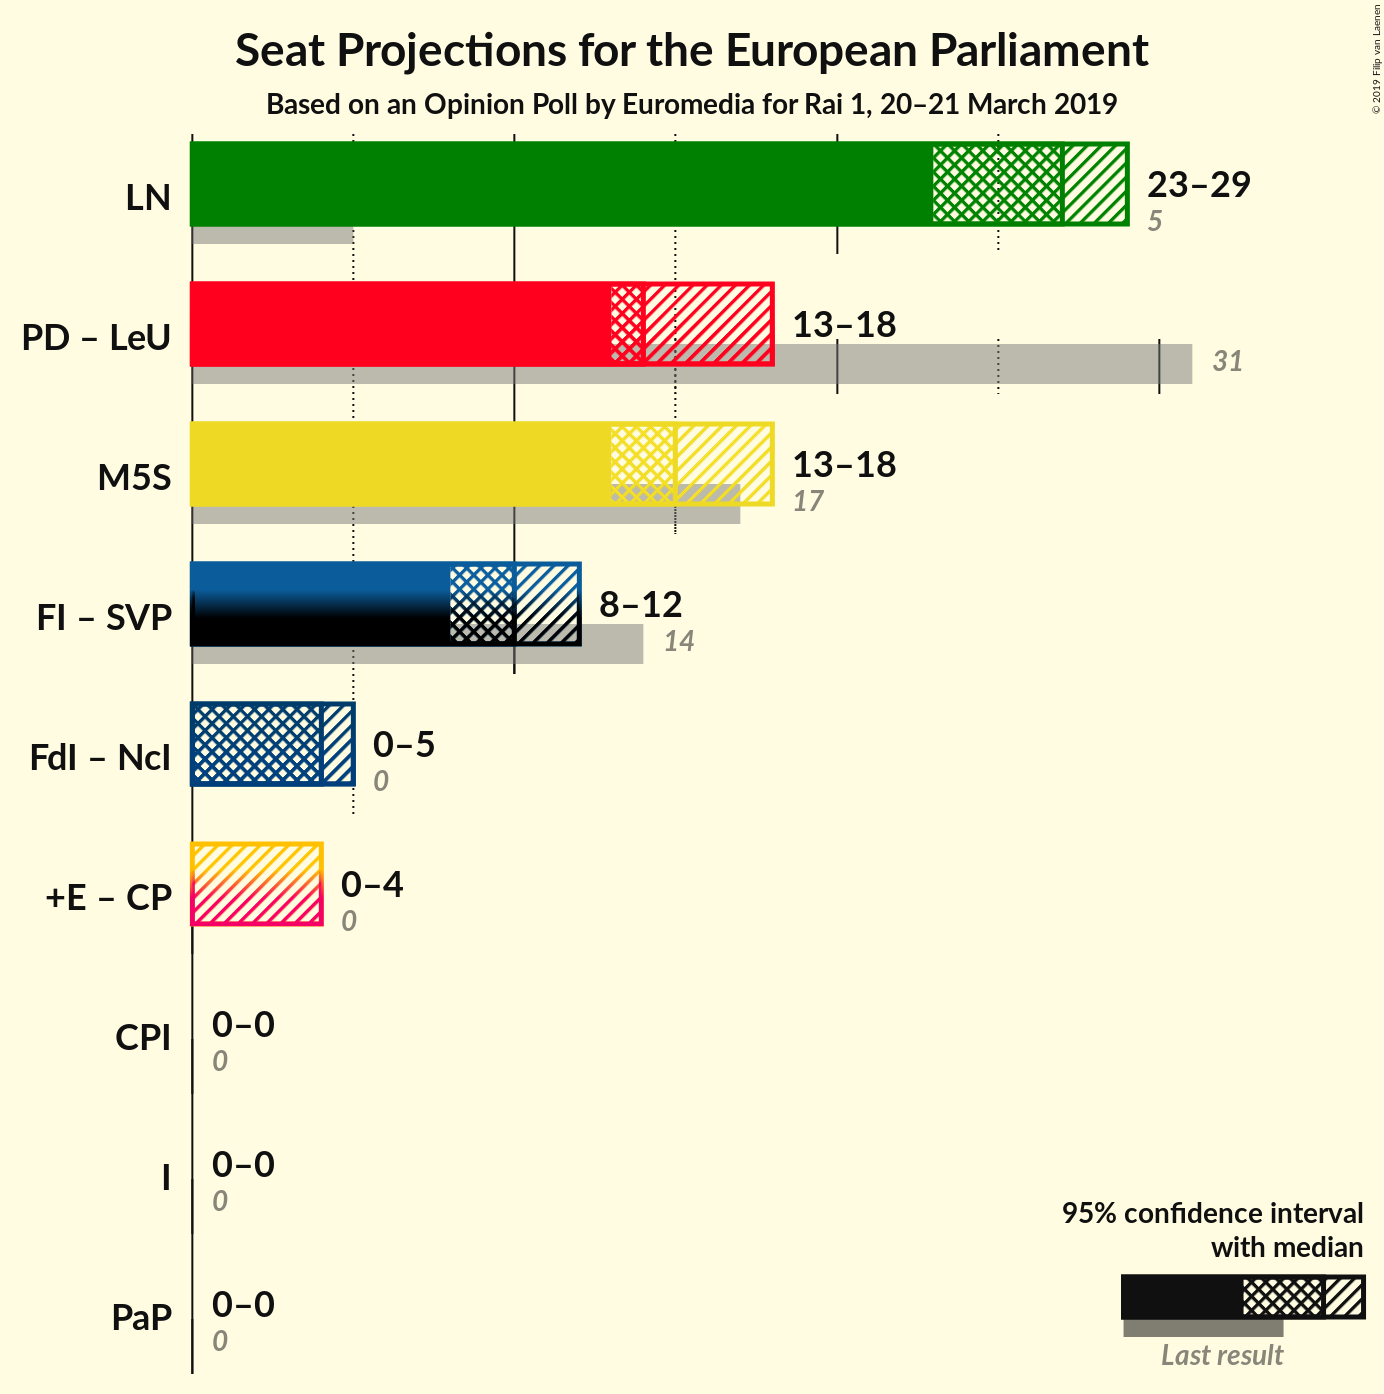 Seat Projections for the European Parliament
Based on an Opinion Poll by Euromedia for Rai 1, 20–21 March 2019
© 2019 Filip van Laenen
LN
23–29
5
PD – LeU
13–18
31
M5S
13–18
17
FI – SVP
8–12
14
FdI – NcI
0–5
0
+E – CP
0–4
0
CPI
0–0
0
I
0–0
0
PaP
0–0
0
95% confidence interval
with median
Last result